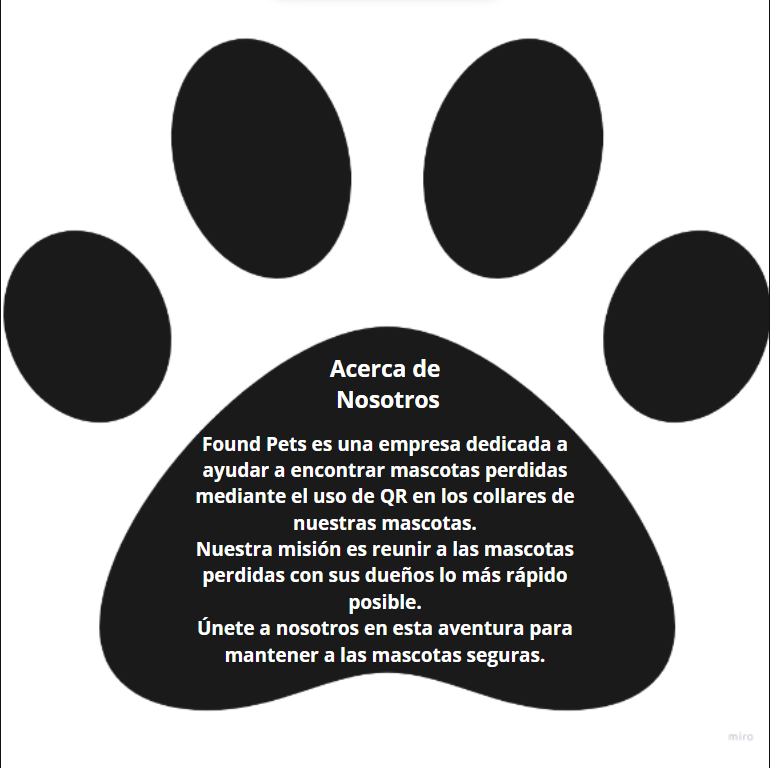 Acerca de
Nosotros
Found Pets es una empresa dedicada a
ayudar a encontrar mascotas perdidas
mediante el uso de QR en los collares de
nuestras mascotas.
Nuestra misión es reunir a las mascotas
perdidas con sus dueños lo más rápido
posible.
Únete a nosotros en esta aventura para
mantener a las mascotas seguras.
miro